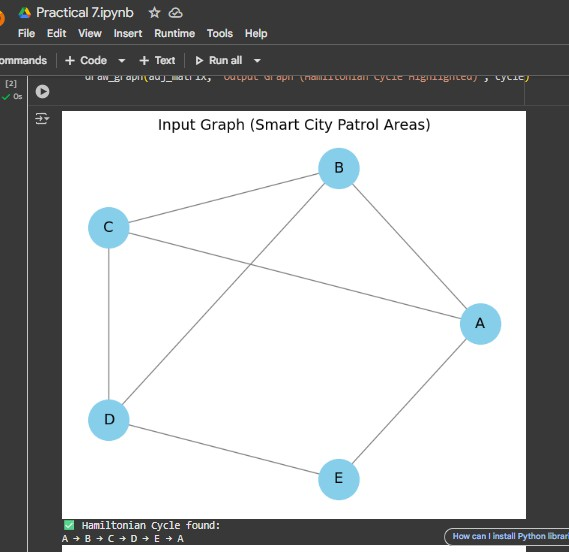 Practical 7.ipynb
File Edit View Insert Runtime Tools Help
ommands + Code + Text Run all
[2]
0s
draw_graph(adj_matrix, "Output Graph (Hamiltonian Cycle Highlighted)", cycle)
Input Graph (Smart City Patrol Areas)
B
C
A
D
E
✅ Hamiltonian Cycle found:
A → B → C → D → E → A
How can I install Python librari